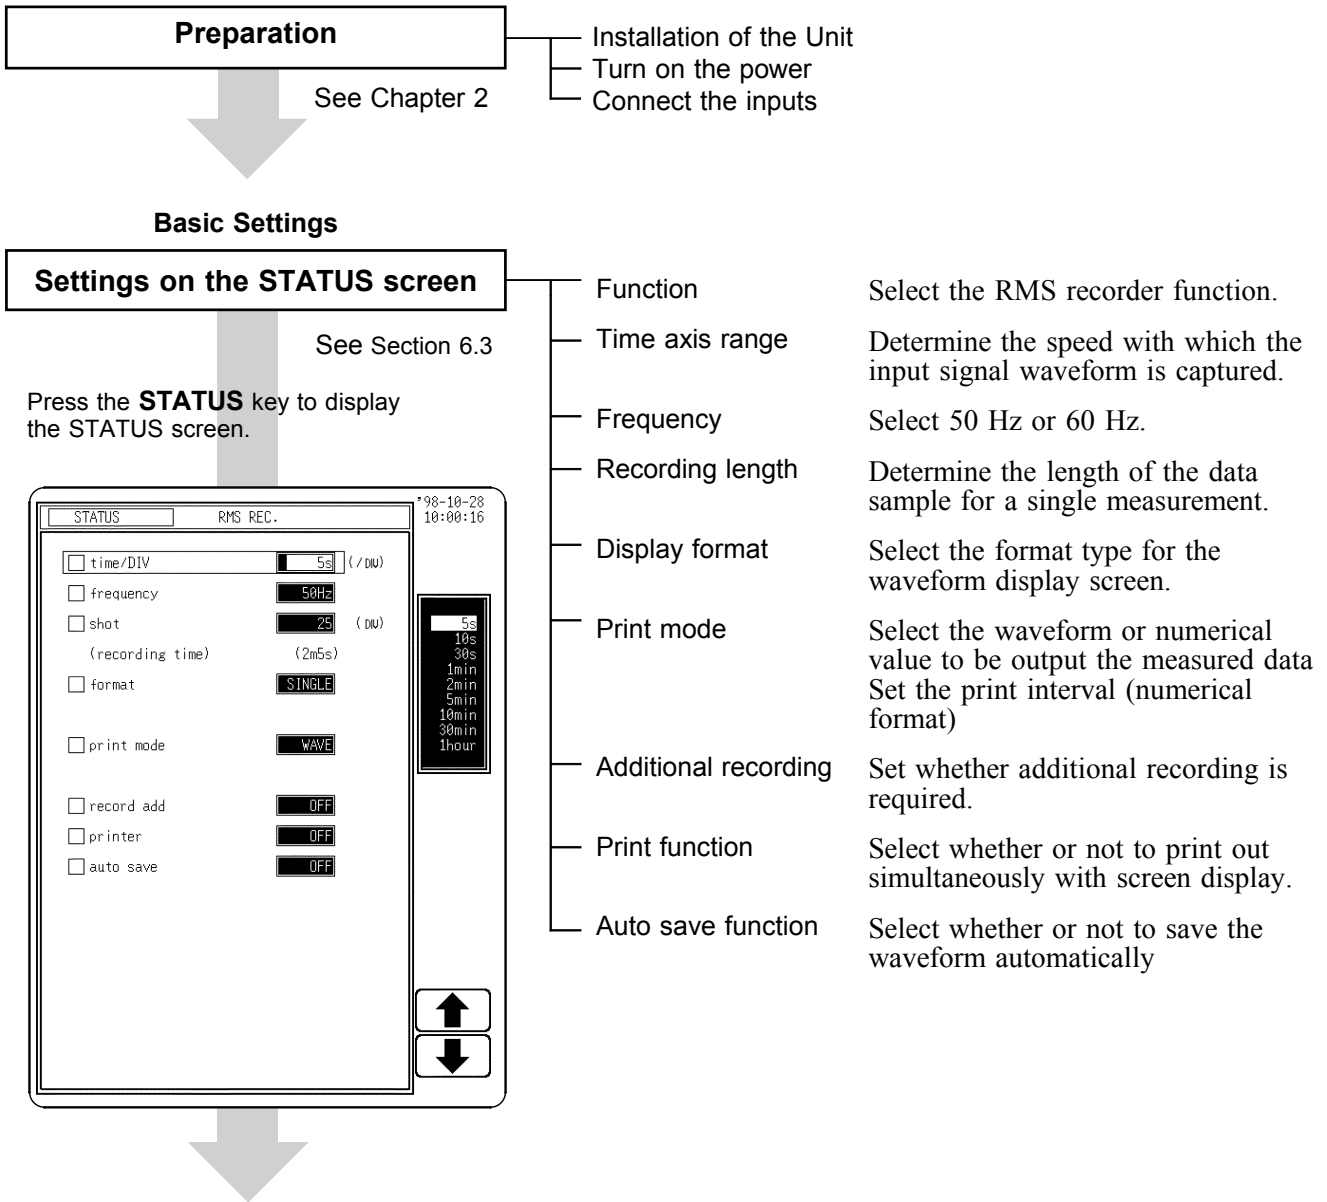 Preparation
Installation of the Unit
Turn on the power
Connect the inputs
See Chapter 2
Basic Settings
Settings on the STATUS screen
See Section 6.3
Press the STATUS key to display
the STATUS screen.
Function
Select the RMS recorder function.
Time axis range
Determine the speed with which the
input signal waveform is captured.
Frequency
Select 50 Hz or 60 Hz.
Recording length
Determine the length of the data
sample for a single measurement.
Display format
Select the format type for the
waveform display screen.
Print mode
Select the waveform or numerical
value to be output the measured data
Set the print interval (numerical
format)
Additional recording
Set whether additional recording is
required.
Print function
Select whether or not to print out
simultaneously with screen display.
Auto save function
Select whether or not to save the
waveform automatically
STATUS RMS REC.
'98-10-28
10:00:16
time/DIV 5s (/DIV)
frequency 50Hz
shot 25 (DIV)
(recording time) (2m5s)
format SINGLE
print mode WAVE
record add OFF
printer OFF
auto save OFF
5s
10s
30s
1min
2min
5min
10min
30min
1hour